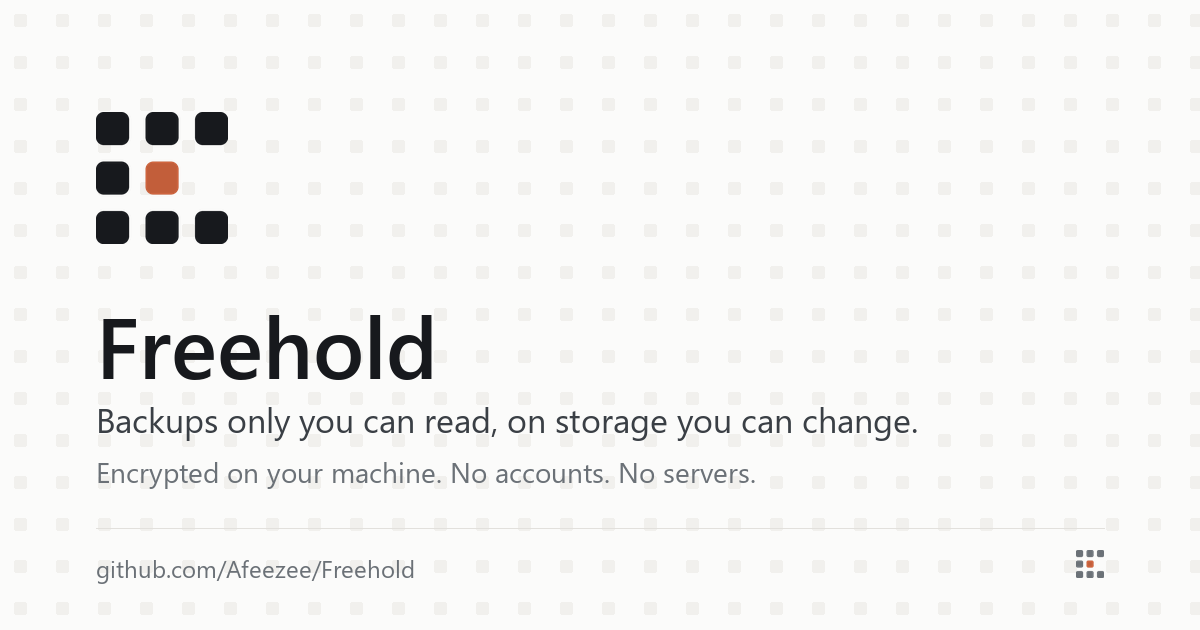 Freehold
Backups only you can read, on storage you can change.
Encrypted on your machine. No accounts. No servers.
github.com/Afeezee/Freehold